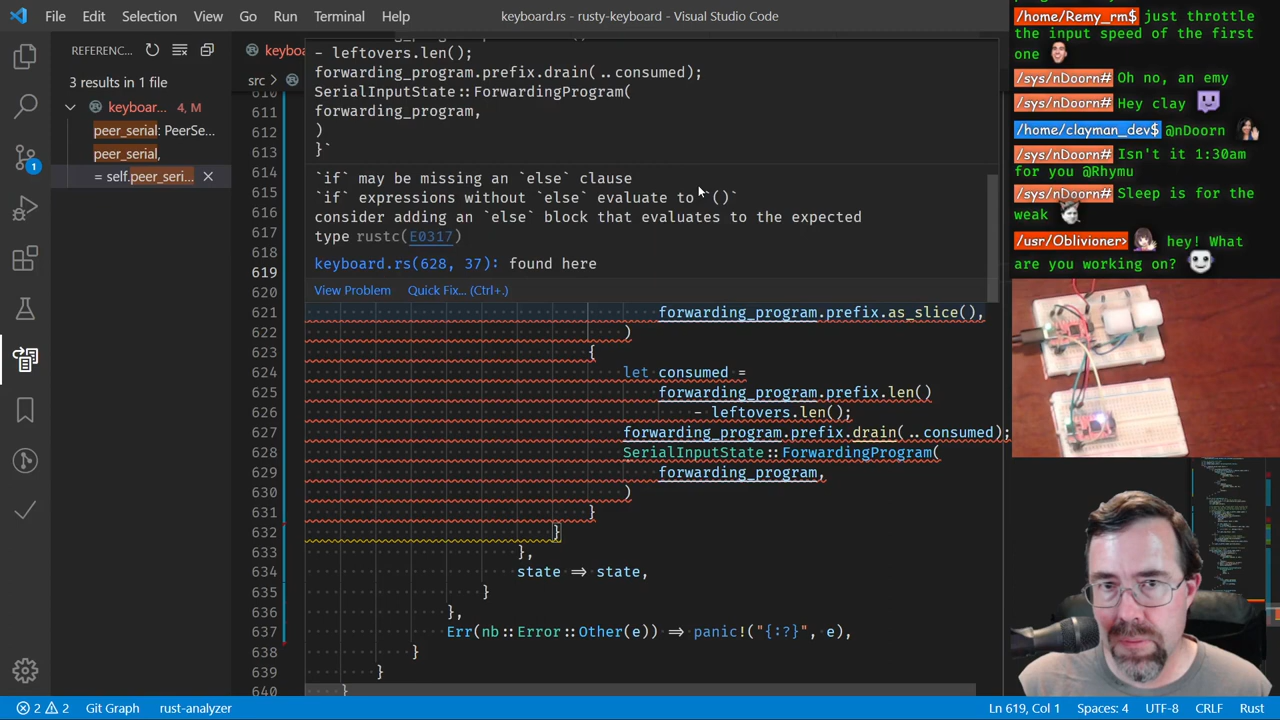 File Edit Selection View Go Run Terminal Help
keyboard.rs - rusty-keyboard - Visual Studio Code
REFERENC...
3 results in 1 file
keyboar... 4, M
peer_serial: PeerSe...
peer_serial,
= self.peer_seri...
keyboa
src
- leftovers.len();
forwarding_program.prefix.drain(..consumed);
SerialInputState::ForwardingProgram(
forwarding_program,
)
}`
`if` may be missing an `else` clause
`if` expressions without `else` evaluate to `()`
consider adding an `else` block that evaluates to the expected
type rustc(E0317)
keyboard.rs(628, 37): found here
View Problem Quick Fix... (Ctrl+.)
610
611
612
613
614
615
616
617
618
619
620
621 forwarding_program.prefix.as_slice(),
622 )
623 {
624 let consumed =
625 forwarding_program.prefix.len()
626 - leftovers.len();
627 forwarding_program.prefix.drain(..consumed);
628 SerialInputState::ForwardingProgram(
629 forwarding_program,
630 )
631 }
632 }
633 },
634 state => state,
635 }
636 },
637 Err(nb::Error::Other(e)) => panic!("{:?}", e),
638 }
639 }
640 }
1
2 2 Git Graph rust-analyzer
Ln 619, Col 1 Spaces: 4 UTF-8 CRLF Rust
/home/Remy_rm$ just throttle
the input speed of the first
one
/sys/nDoorn# Oh no, an emy
/sys/nDoorn# Hey clay
/home/clayman_dev$ @nDoorn
/sys/nDoorn# Isn't it 1:30am
for you @Rhymu
/sys/nDoorn# Sleep is for the
weak
/usr/Oblivioner> hey! What
are you working on?